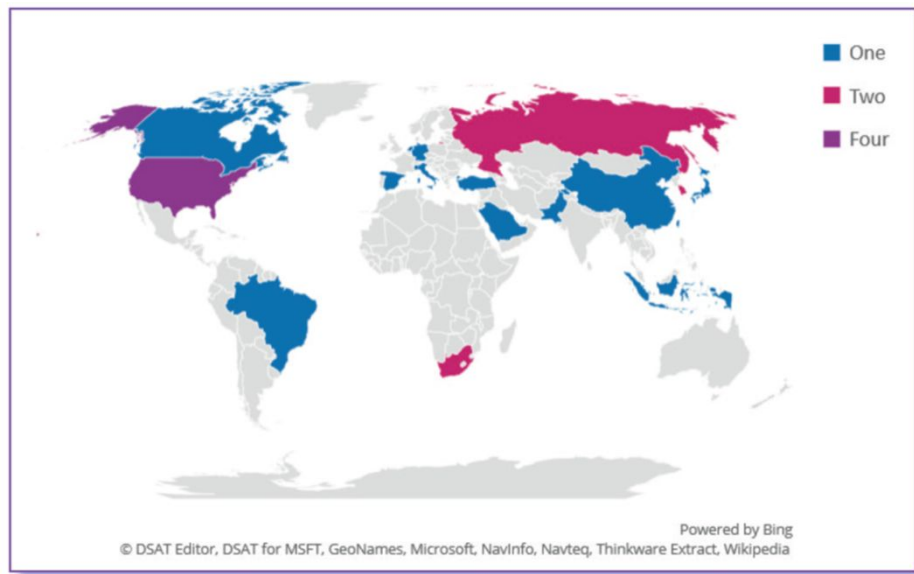 One
Two
Four
Powered by Bing
© DSAT Editor, DSAT for MSFT, GeoNames, Microsoft, NavInfo, Navteq, Thinkware Extract, Wikipedia